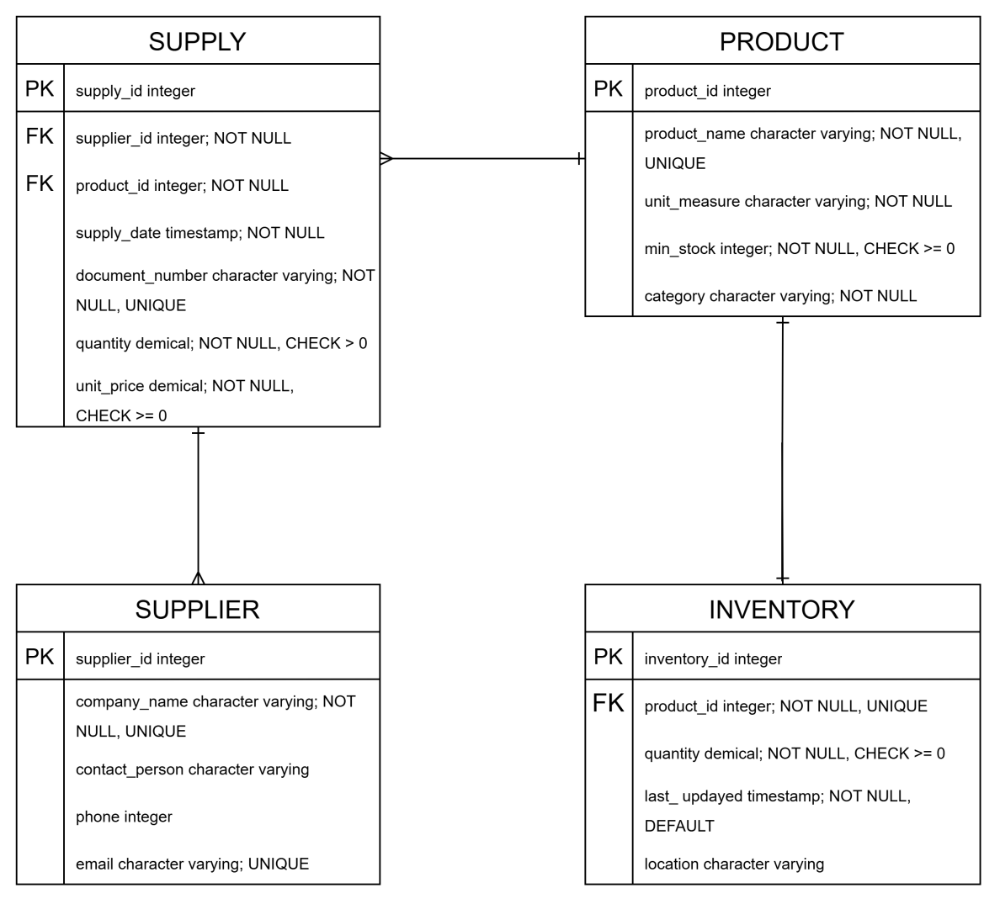 SUPPLY
PK
supply_id integer
FK
supplier_id integer; NOT NULL
FK
product_id integer; NOT NULL
supply_date timestamp; NOT NULL
document_number character varying; NOT
NULL, UNIQUE
quantity demical; NOT NULL, CHECK > 0
unit_price demical; NOT NULL,
CHECK >= 0
PRODUCT
PK
product_id integer
product_name character varying; NOT NULL,
UNIQUE
unit_measure character varying; NOT NULL
min_stock integer; NOT NULL, CHECK >= 0
category character varying; NOT NULL
SUPPLIER
PK
supplier_id integer
company_name character varying; NOT
NULL, UNIQUE
contact_person character varying
phone integer
email character varying; UNIQUE
INVENTORY
PK
inventory_id integer
FK
product_id integer; NOT NULL, UNIQUE
quantity demical; NOT NULL, CHECK >= 0
last_ updayed timestamp; NOT NULL,
DEFAULT
location character varying